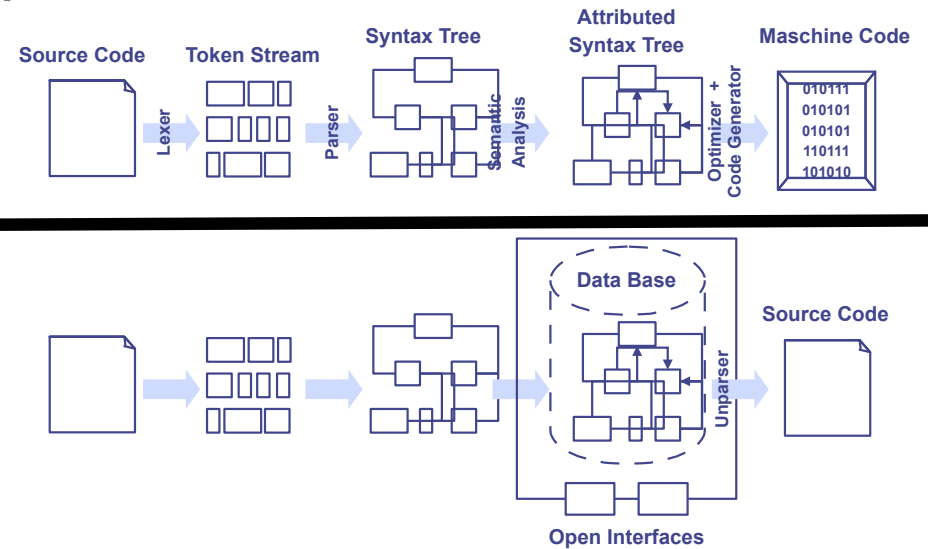 Source Code
Lexer
Token Stream
Parser
Syntax Tree
Semantic
Analysis
Attributed
Syntax Tree
Optimizer +
Code Generator
Maschine Code
010111
010101
010101
110111
101010
Data Base
Unparser
Source Code
Open Interfaces